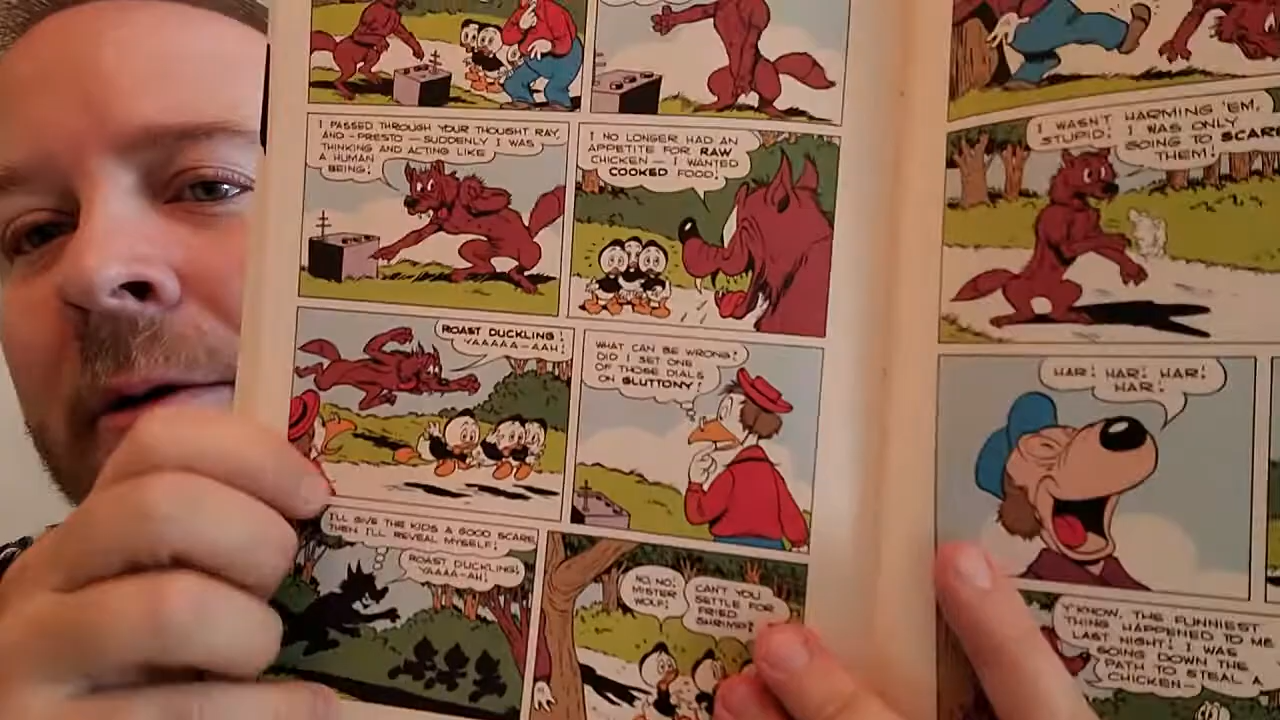 I PASSED THROUGH YOUR THOUGHT RAY,
AND - PRESTO - SUDDENLY I WAS
THINKING AND ACTING LIKE
A HUMAN
BEING!
I NO LONGER HAD AN
APPETITE FOR RAW
CHICKEN — I WANTED
COOKED FOOD!
ROAST DUCKLING!
YAAAAA-AAH!
WHAT CAN BE WRONG?
DID I SET ONE
OF THOSE DIALS
ON GLUTTONY?
I'LL GIVE THE KIDS A GOOD SCARE,
THEN I'LL REVEAL MYSELF!
ROAST DUCKLING!
YAAAA-AH!
NO, NO!
MISTER
WOLF!
CAN'T YOU
SETTLE FOR
FRIED
SHRIMP?
I WASN'T HARMING 'EM,
STUPID! I WAS ONLY
GOING TO SCARE
THEM!
HAR! HAR! HAR!
HAR!
Y'KNOW, THE FUNNIEST
THING HAPPENED TO ME
LAST NIGHT! I WAS
GOING DOWN THE
PATH TO STEAL A
CHICKEN—